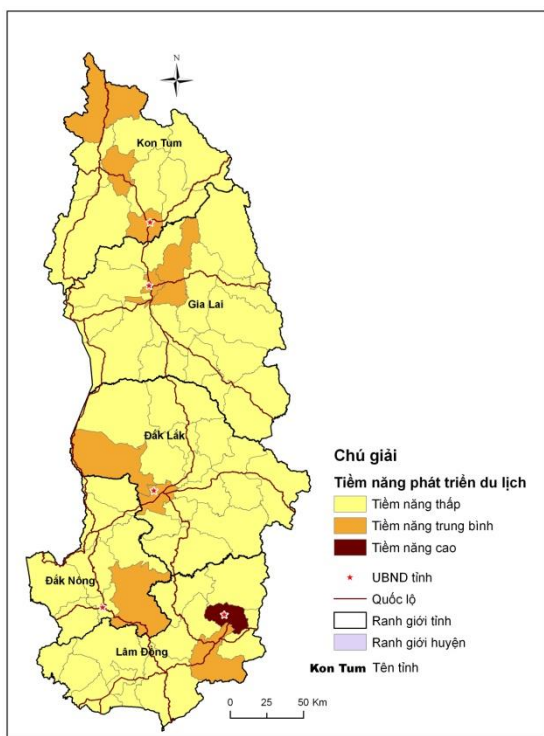 N
Kon Tum
Gia Lai
Đắk Lắk
Đắk Nông
Lâm Đồng
Chú giải
Tiềm năng phát triển du lịch
Tiềm năng thấp
Tiềm năng trung bình
Tiềm năng cao
UBND tỉnh
Quốc lộ
Ranh giới tỉnh
Ranh giới huyện
Kon Tum Tên tỉnh
0 50 Km